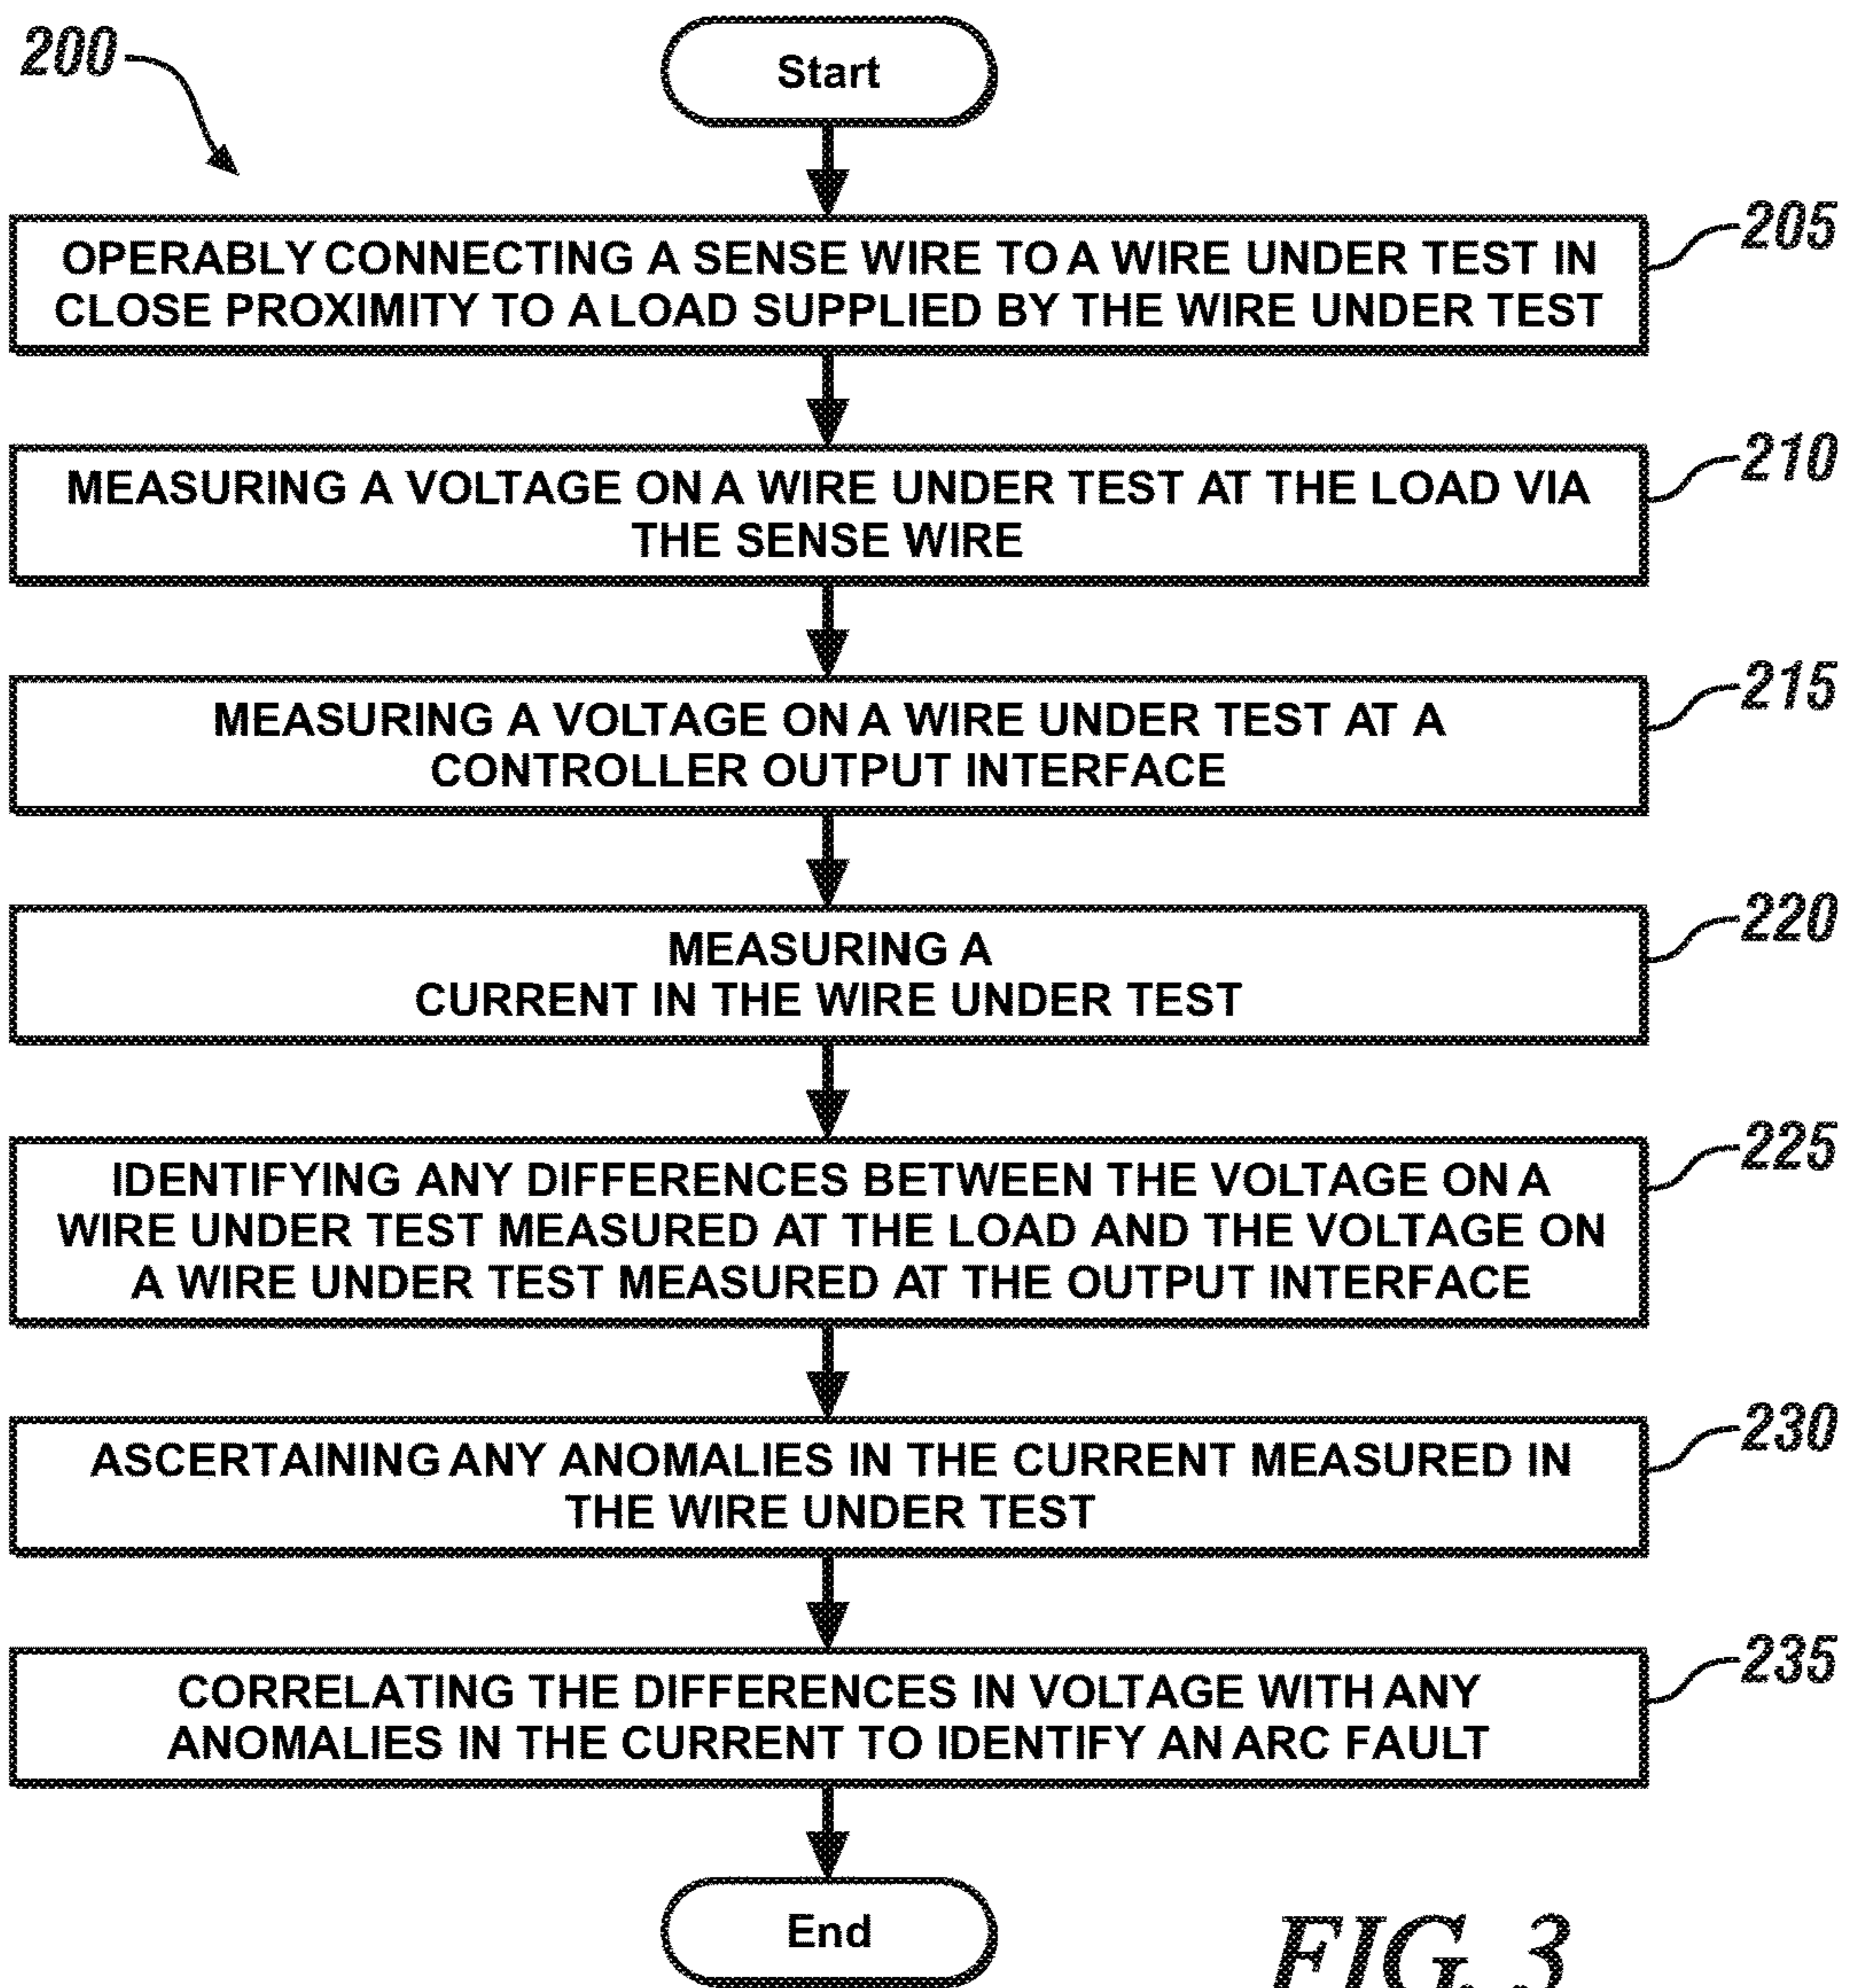 200
Start
OPERABLY CONNECTING A SENSE WIRE TO A WIRE UNDER TEST IN
CLOSE PROXIMITY TO A LOAD SUPPLIED BY THE WIRE UNDER TEST
205
MEASURING A VOLTAGE ON A WIRE UNDER TEST AT THE LOAD VIA
THE SENSE WIRE
210
MEASURING A VOLTAGE ON A WIRE UNDER TEST AT A
CONTROLLER OUTPUT INTERFACE
215
MEASURING A
CURRENT IN THE WIRE UNDER TEST
220
IDENTIFYING ANY DIFFERENCES BETWEEN THE VOLTAGE ON A
WIRE UNDER TEST MEASURED AT THE LOAD AND THE VOLTAGE ON
A WIRE UNDER TEST MEASURED AT THE OUTPUT INTERFACE
225
ASCERTAINING ANY ANOMALIES IN THE CURRENT MEASURED IN
THE WIRE UNDER TEST
230
CORRELATING THE DIFFERENCES IN VOLTAGE WITH ANY
ANOMALIES IN THE CURRENT TO IDENTIFY AN ARC FAULT
235
End
FIG. 3